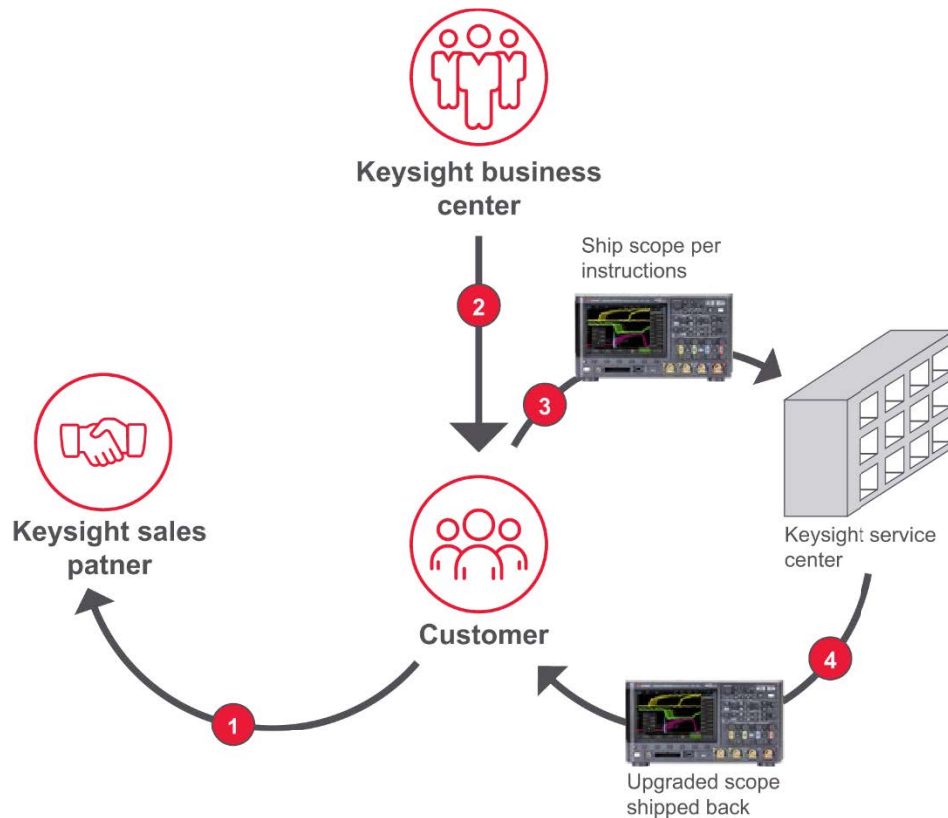 Keysight business
center
Ship scope per
instructions
2
3
Keysight sales
patner
Keysight service
center
Customer
4
1
Upgraded scope
shipped back